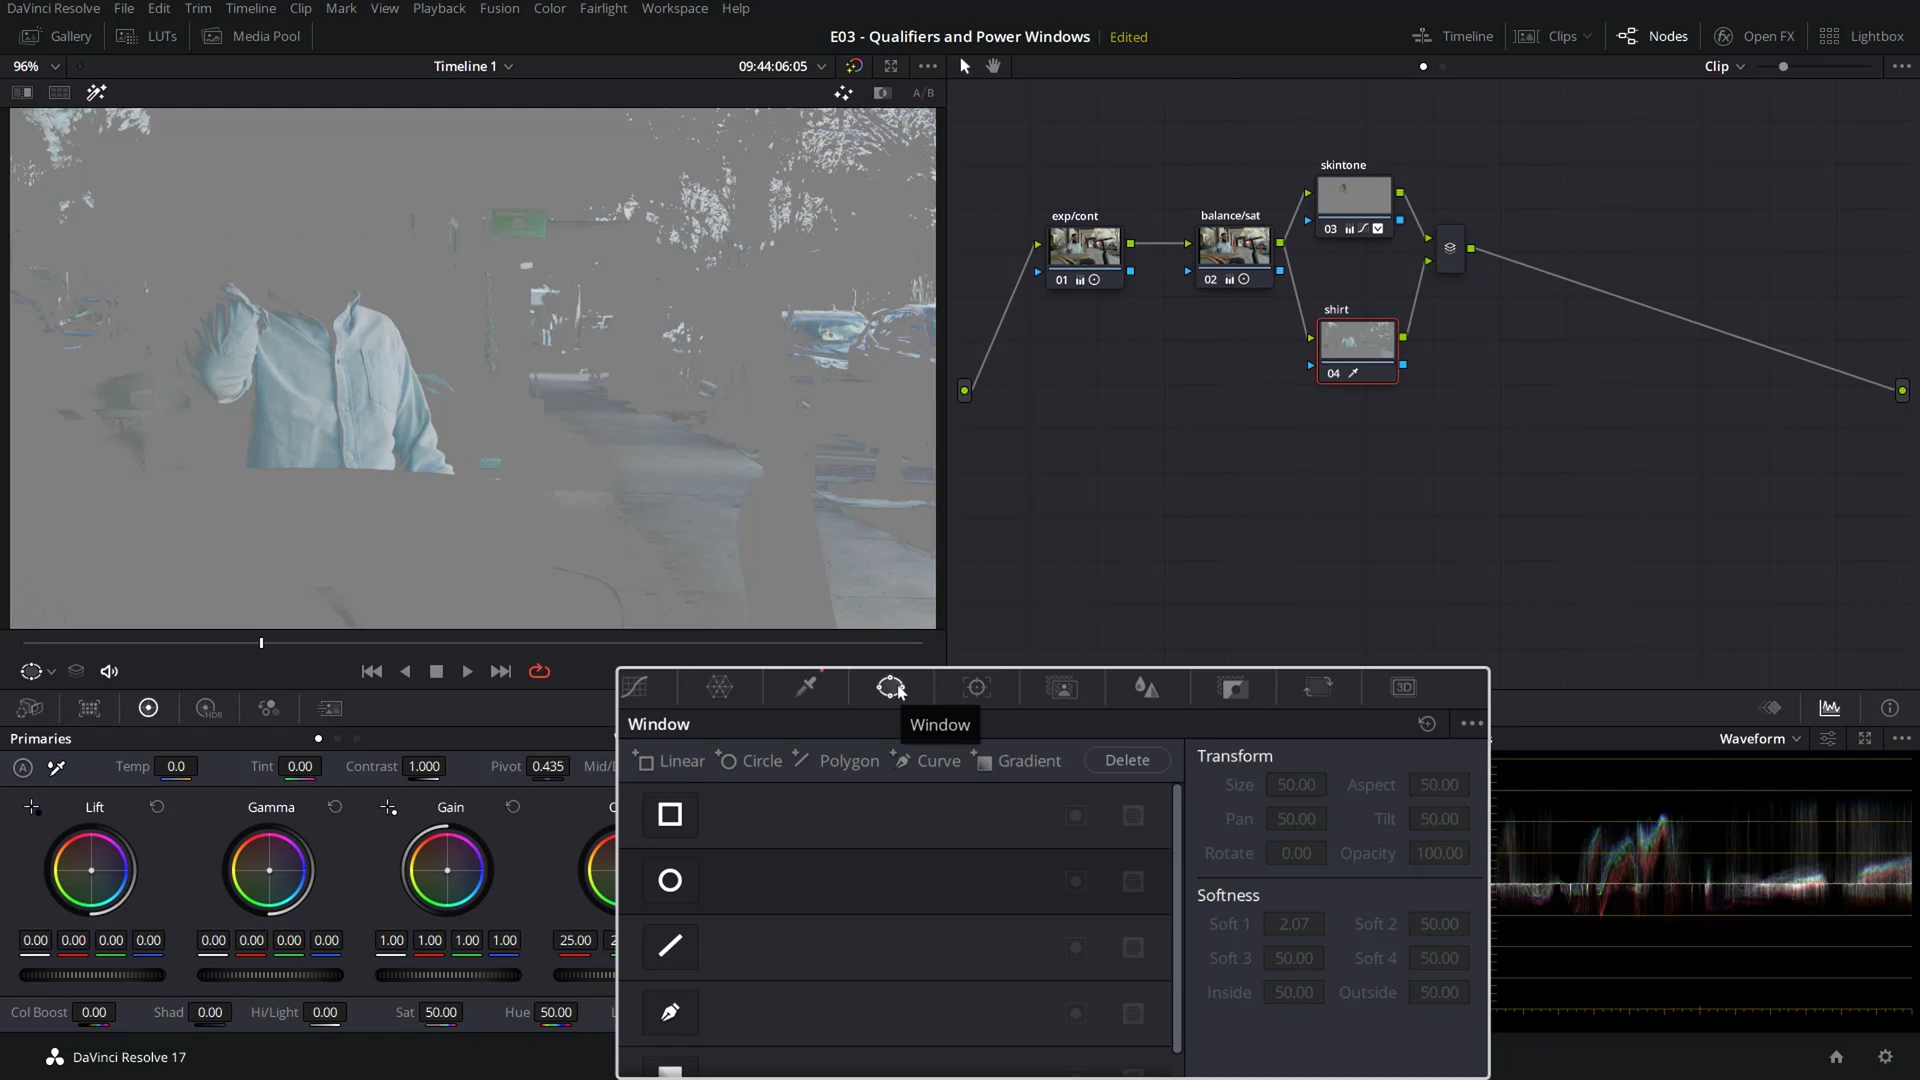 DaVinci Resolve File Edit Trim Timeline Clip Mark View Playback Fusion Color Fairlight Workspace Help
Gallery LUTs Media Pool E03 - Qualifiers and Power Windows Edited Timeline Clips Nodes Open FX Lightbox
96% Timeline 1 09:44:06:05 Clip
A/B
skintone
03
exp/cont
01
balance/sat
02
shirt
04
HDR
3D
Window
Window
Primaries
Waveform
Linear Circle Polygon Curve Gradient Delete
Transform
A Temp 0.0 Tint 0.00 Contrast 1.000 Pivot 0.435 Mid/D
Size 50.00 Aspect 50.00
Lift Gamma Gain O
Pan 50.00 Tilt 50.00
Rotate 0.00 Opacity 100.00
Softness
Soft 1 2.07 Soft 2 50.00
0.00 0.00 0.00 0.00 0.00 0.00 0.00 0.00 1.00 1.00 1.00 1.00 25.00 2
Soft 3 50.00 Soft 4 50.00
Inside 50.00 Outside 50.00
Col Boost 0.00 Shad 0.00 Hi/Light 0.00 Sat 50.00 Hue 50.00 L
DaVinci Resolve 17